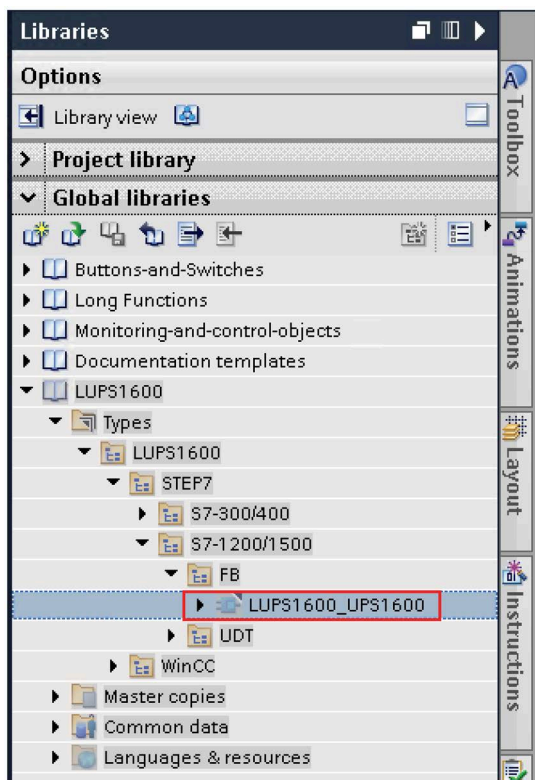 Libraries
Options
Library view
Project library
Global libraries
Buttons-and-Switches
Long Functions
Monitoring-and-control-objects
Documentation templates
LUPS1600
Types
LUPS1600
STEP7
S7-300/400
S7-1200/1500
FB
LUPS1600_UPS1600
UDT
WinCC
Master copies
Common data
Languages & resources
Toolbox
Animations
Layout
Instructions